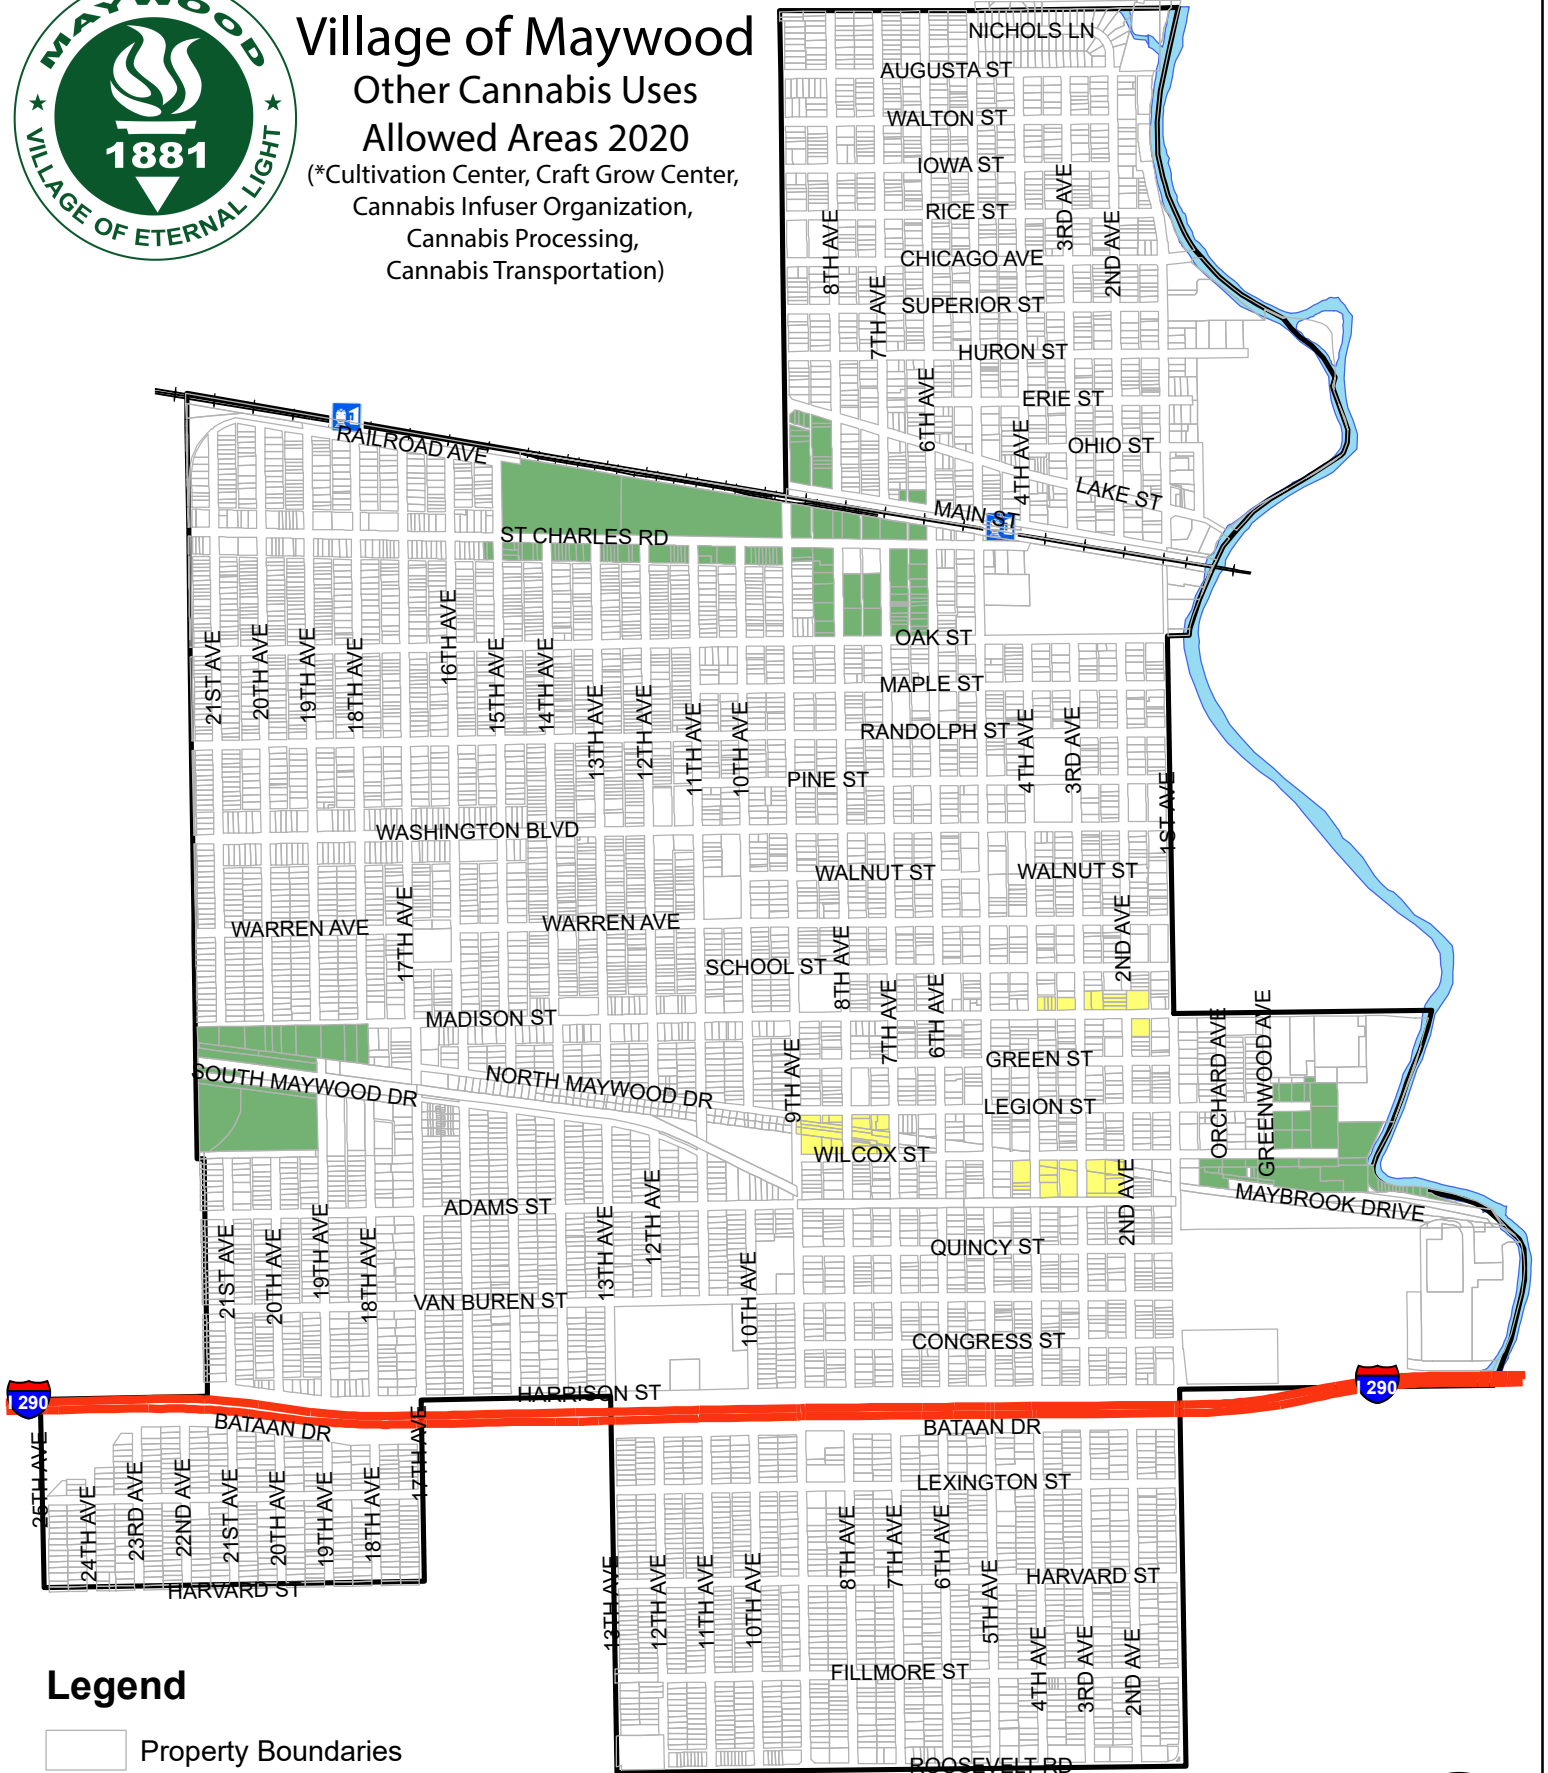 MAYWOOD
VILLAGE OF ETERNAL LIGHT
1881
Village of Maywood
Other Cannabis Uses
Allowed Areas 2020
(*Cultivation Center, Craft Grow Center,
Cannabis Infuser Organization,
Cannabis Processing,
Cannabis Transportation)
NICHOLS LN
AUGUSTA ST
WALTON ST
IOWA ST
3RD AVE
RICE ST
8TH AVE
2ND AVE
CHICAGO AVE
7TH AVE
SUPERIOR ST
HURON ST
6TH AVE
ERIE ST
4TH AVE
OHIO ST
RAILROAD AVE
LAKE ST
MAIN ST
ST CHARLES RD
OAK ST
21ST AVE
20TH AVE
19TH AVE
18TH AVE
16TH AVE
15TH AVE
14TH AVE
13TH AVE
12TH AVE
11TH AVE
10TH AVE
MAPLE ST
RANDOLPH ST
4TH AVE
3RD AVE
PINE ST
1ST AVE
WASHINGTON BLVD
WALNUT ST
WALNUT ST
17TH AVE
WARREN AVE
WARREN AVE
2ND AVE
SCHOOL ST
8TH AVE
7TH AVE
6TH AVE
MADISON ST
ORCHARD AVE
GREENWOOD AVE
9TH AVE
GREEN ST
SOUTH MAYWOOD DR
NORTH MAYWOOD DR
LEGION ST
WILCOX ST
2ND AVE
MAYBROOK DRIVE
ADAMS ST
21ST AVE
20TH AVE
19TH AVE
18TH AVE
13TH AVE
12TH AVE
10TH AVE
QUINCY ST
VAN BUREN ST
CONGRESS ST
I 290
HARRISON ST
I 290
BATAAN DR
BATAAN DR
25TH AVE
24TH AVE
23RD AVE
22ND AVE
21ST AVE
20TH AVE
19TH AVE
18TH AVE
17TH AVE
LEXINGTON ST
HARVARD ST
13TH AVE
12TH AVE
11TH AVE
10TH AVE
8TH AVE
7TH AVE
6TH AVE
5TH AVE
HARVARD ST
4TH AVE
3RD AVE
2ND AVE
FILLMORE ST
ROOSEVELT RD
Legend
Property Boundaries